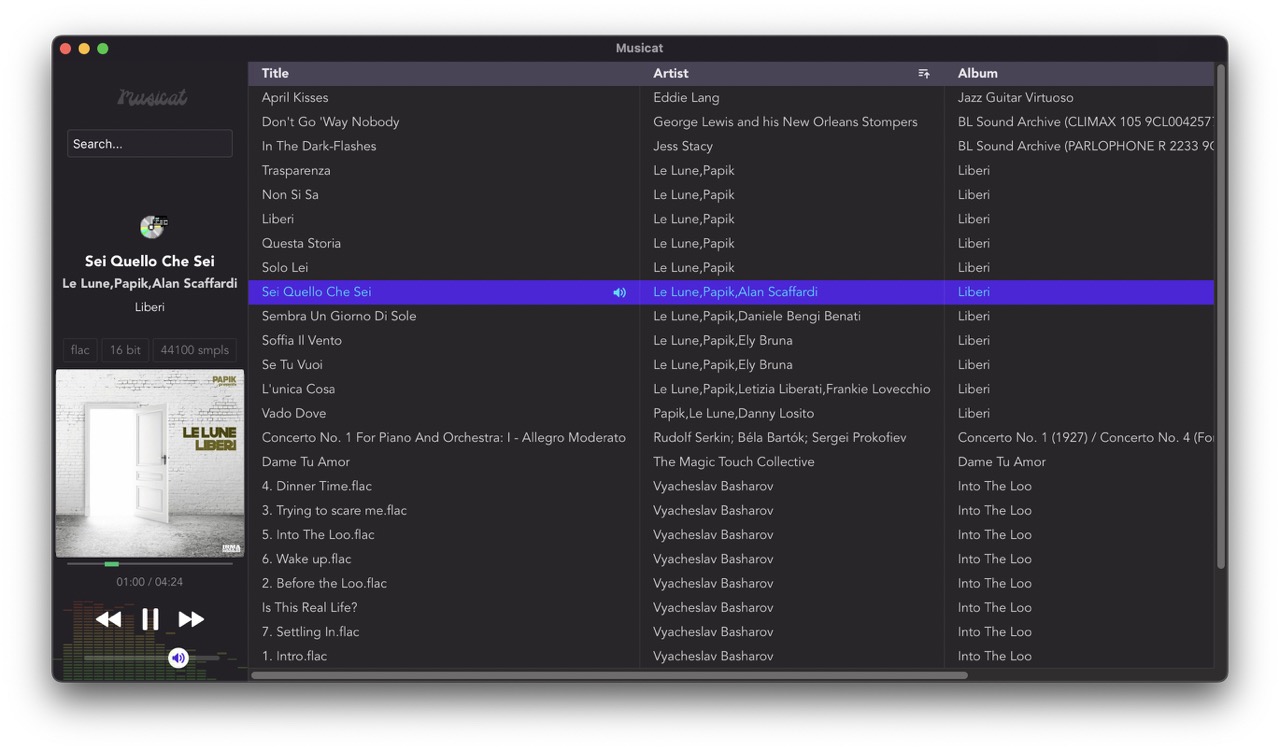 Musicat
Musicat
Search...
Sei Quello Che Sei
Le Lune,Papik,Alan Scaffardi
Liberi
flac 16 bit 44100 smpls
PAPIK
LE LUNE
LIBERI
01:00 / 04:24
Title Artist Album
April Kisses Eddie Lang Jazz Guitar Virtuoso
Don't Go 'Way Nobody George Lewis and his New Orleans Stompers BL Sound Archive (CLIMAX 105 9CL004257
In The Dark-Flashes Jess Stacy BL Sound Archive (PARLOPHONE R 2233 9C
Trasparenza Le Lune,Papik Liberi
Non Si Sa Le Lune,Papik Liberi
Liberi Le Lune,Papik Liberi
Questa Storia Le Lune,Papik Liberi
Solo Lei Le Lune,Papik Liberi
Sei Quello Che Sei Le Lune,Papik,Alan Scaffardi Liberi
Sembra Un Giorno Di Sole Le Lune,Papik,Daniele Bengi Benati Liberi
Soffia Il Vento Le Lune,Papik,Ely Bruna Liberi
Se Tu Vuoi Le Lune,Papik,Ely Bruna Liberi
L'unica Cosa Le Lune,Papik,Letizia Liberati,Frankie Lovecchio Liberi
Vado Dove Papik,Le Lune,Danny Losito Liberi
Concerto No. 1 For Piano And Orchestra: I - Allegro Moderato Rudolf Serkin; Béla Bartók; Sergei Prokofiev Concerto No. 1 (1927) / Concerto No. 4 (For
Dame Tu Amor The Magic Touch Collective Dame Tu Amor
4. Dinner Time.flac Vyacheslav Basharov Into The Loo
3. Trying to scare me.flac Vyacheslav Basharov Into The Loo
5. Into The Loo.flac Vyacheslav Basharov Into The Loo
6. Wake up.flac Vyacheslav Basharov Into The Loo
2. Before the Loo.flac Vyacheslav Basharov Into The Loo
Is This Real Life? Vyacheslav Basharov Into The Loo
7. Settling In.flac Vyacheslav Basharov Into The Loo
1. Intro.flac Vyacheslav Basharov Into The Loo